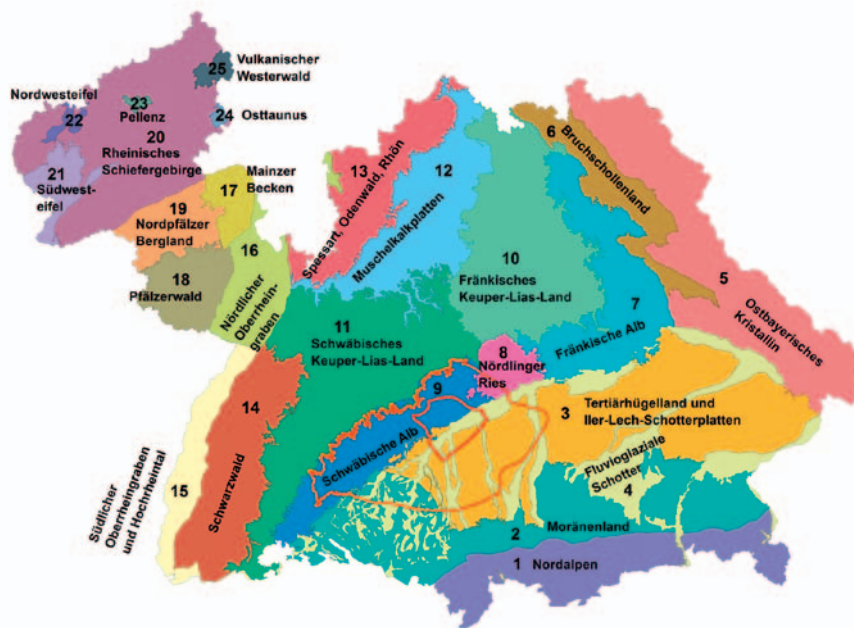 25
Vulkanischer
Westerwald
Nordwesteifel
22
23
Pellenz
24
Osttaunus
20
Rheinisches
Schiefergebirge
21
Südwest-
eifel
17
Mainzer
Becken
19
Nordpfälzer
Bergland
18
Pfälzerwald
16
Nördlicher
Oberrhein-
graben
13
Spessart, Odenwald, Rhön
12
Muschelkalkplatten
6
Bruchschollenland
10
Fränkisches
Keuper-Lias-Land
7
Fränkische Alb
5
Ostbayerisches
Kristallin
11
Schwäbisches
Keuper-Lias-Land
8
Nördlinger
Ries
9
Schwäbische Alb
3
Tertiärhügelland und
Iller-Lech-Schotterplatten
14
Schwarzwald
15
Südlicher
Oberrheingraben
und Hochrheintal
Fluvioglaziale
Schotter
4
2
Moränenland
1
Nordalpen